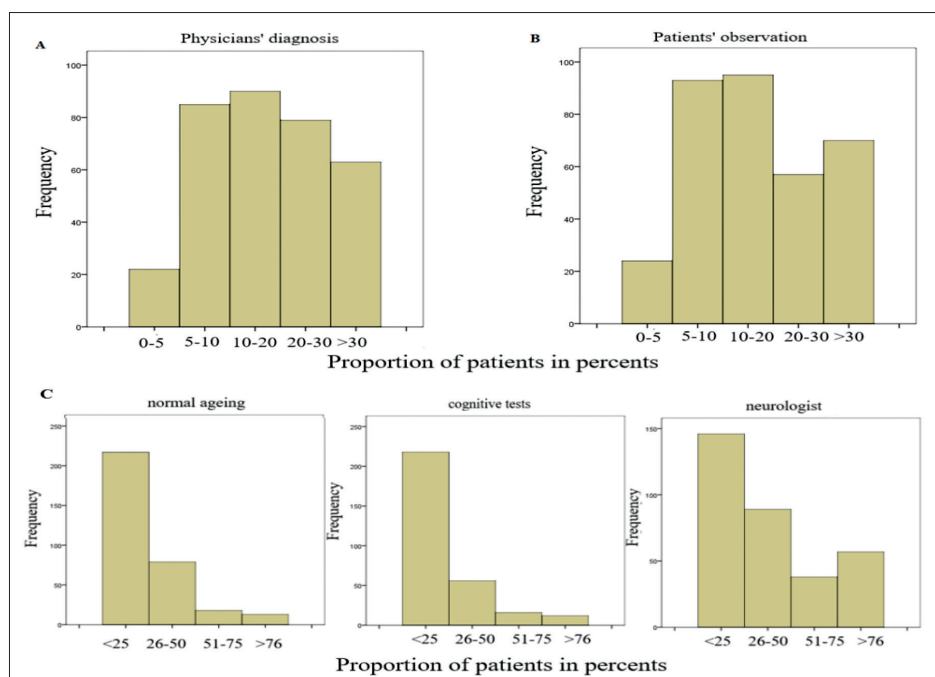 A
Physicians' diagnosis
Frequency
100
80
60
40
20
0
0-5 5-10 10-20 20-30 >30
B
Patients' observation
Frequency
100
80
60
40
20
0
0-5 5-10 10-20 20-30 >30
Proportion of patients in percents
C
normal ageing
Frequency
250
200
150
100
50
0
<25 26-50 51-75 >76
cognitive tests
Frequency
250
200
150
100
50
0
<25 26-50 51-75 >76
neurologist
Frequency
150
100
50
0
<25 26-50 51-75 >76
Proportion of patients in percents